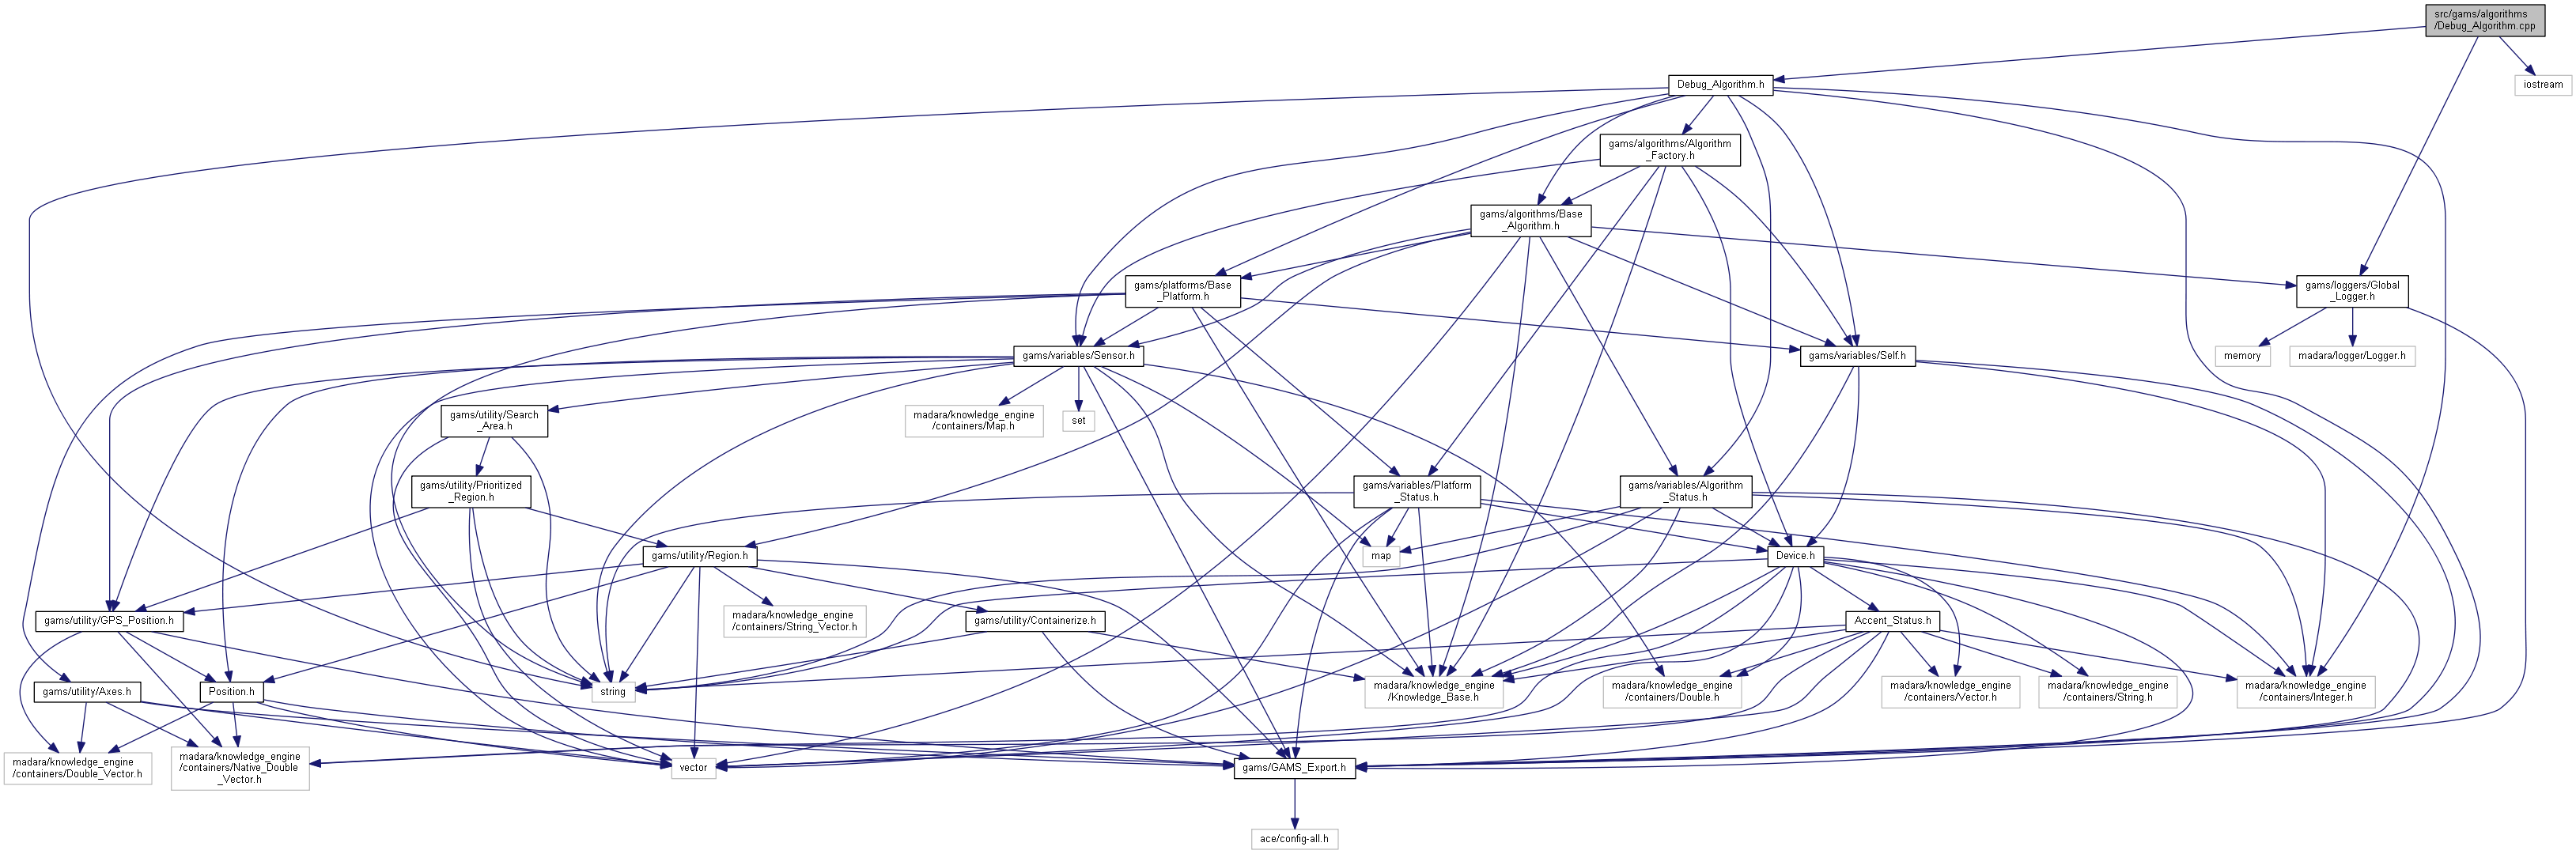 src/gams/algorithms
/Debug_Algorithm.cpp
Debug_Algorithm.h
iostream
gams/algorithms/Algorithm
_Factory.h
gams/algorithms/Base
_Algorithm.h
gams/platforms/Base
_Platform.h
gams/loggers/Global
_Logger.h
gams/variables/Sensor.h
gams/variables/Self.h
memory
madara/logger/Logger.h
gams/utility/Search
_Area.h
madara/knowledge_engine
/containers/Map.h
set
gams/utility/Prioritized
_Region.h
gams/variables/Platform
_Status.h
gams/variables/Algorithm
_Status.h
gams/utility/Region.h
map
Device.h
gams/utility/GPS_Position.h
madara/knowledge_engine
/containers/String_Vector.h
gams/utility/Containerize.h
Accent_Status.h
gams/utility/Axes.h
Position.h
string
madara/knowledge_engine
/Knowledge_Base.h
madara/knowledge_engine
/containers/Double.h
madara/knowledge_engine
/containers/Vector.h
madara/knowledge_engine
/containers/String.h
madara/knowledge_engine
/containers/Integer.h
madara/knowledge_engine
/containers/Double_Vector.h
madara/knowledge_engine
/containers/Native_Double
_Vector.h
vector
gams/GAMS_Export.h
ace/config-all.h